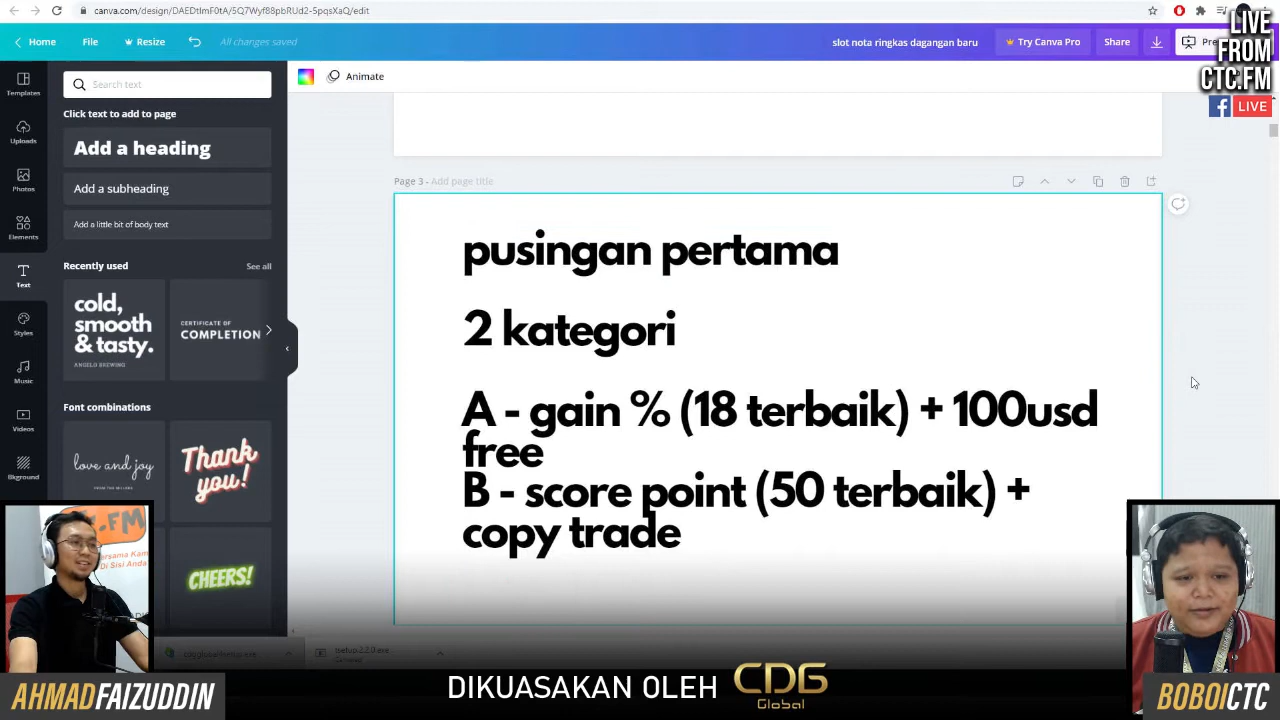 canva.com/design/DAEDtImF0tA/5Q7Wyf88pbRUd2-5pqsXaQ/edit
Home
File
Resize
All changes saved
slot nota ringkas dagangan baru
Try Canva Pro
Share
LIVE
FROM
CTC.FM
LIVE
Templates
Uploads
Photos
Elements
Text
Styles
Music
Videos
Bkground
Search text
Click text to add to page
Add a heading
Add a subheading
Add a little bit of body text
Recently used
See all
cold,
smooth
& tasty.
ANGELO BREWING
CERTIFICATE OF
COMPLETION
Font combinations
love and joy
Thank
you!
CHEERS!
Animate
Page 3 - Add page title
pusingan pertama
2 kategori
A - gain % (18 terbaik) + 100usd
free
B - score point (50 terbaik) +
copy trade
AHMADFAIZUDDIN
DIKUASAKAN OLEH
CDG
Global
BOBOICTC